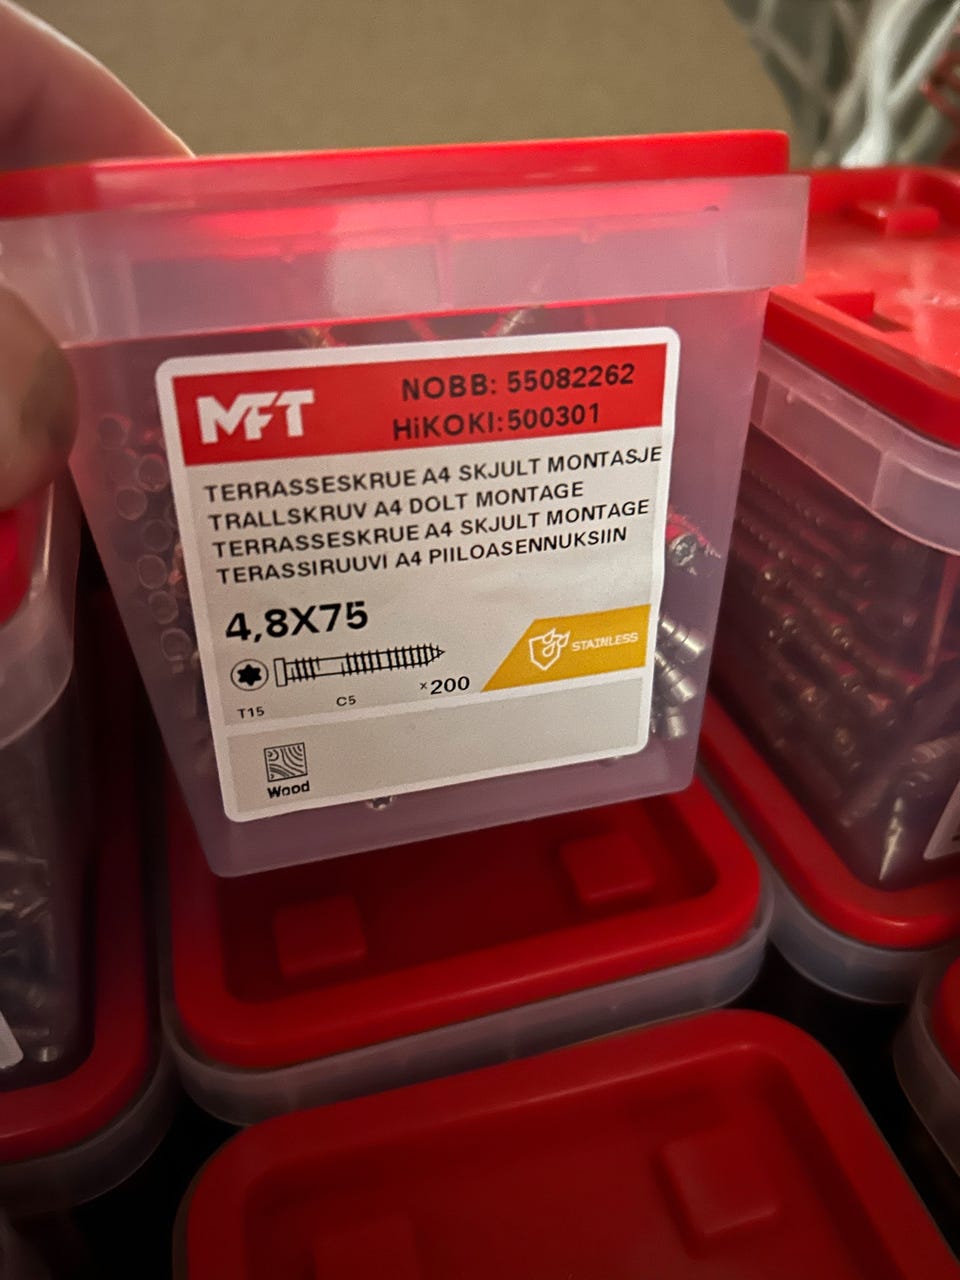 MFT
NOBB: 55082262
HiKOKI:500301
TERRASSESKRUE A4 SKJULT MONTASJE
TRALLSKRUV A4 DOLT MONTAGE
TERRASSESKRUE A4 SKJULT MONTAGE
TERASSIRUUVI A4 PIILOASENNUKSIIN
4,8X75
STAINLESS
T15
C5
x200
Wood